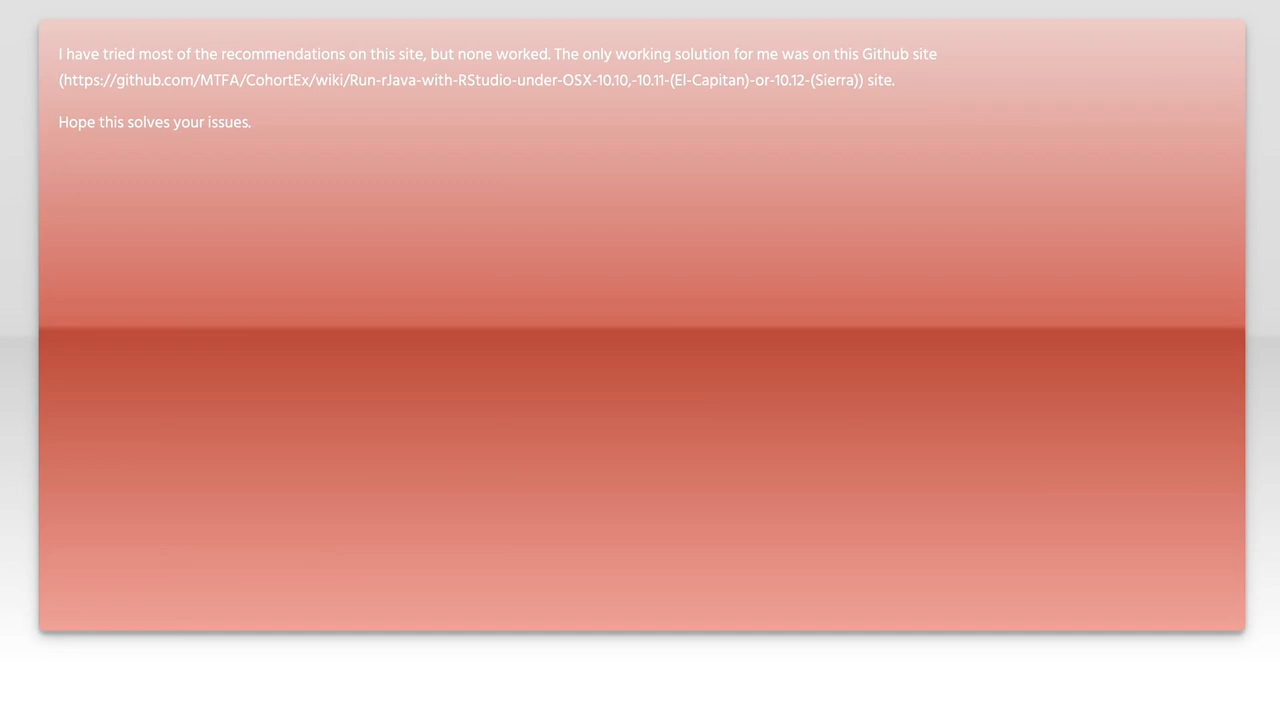 I have tried most of the recommendations on this site, but none worked. The only working solution for me was on this Github site
(https://github.com/MTFA/CohortEx/wiki/Run-rJava-with-RStudio-under-OSX-10.10,-10.11-(El-Capitan)-or-10.12-(Sierra)) site.
Hope this solves your issues.